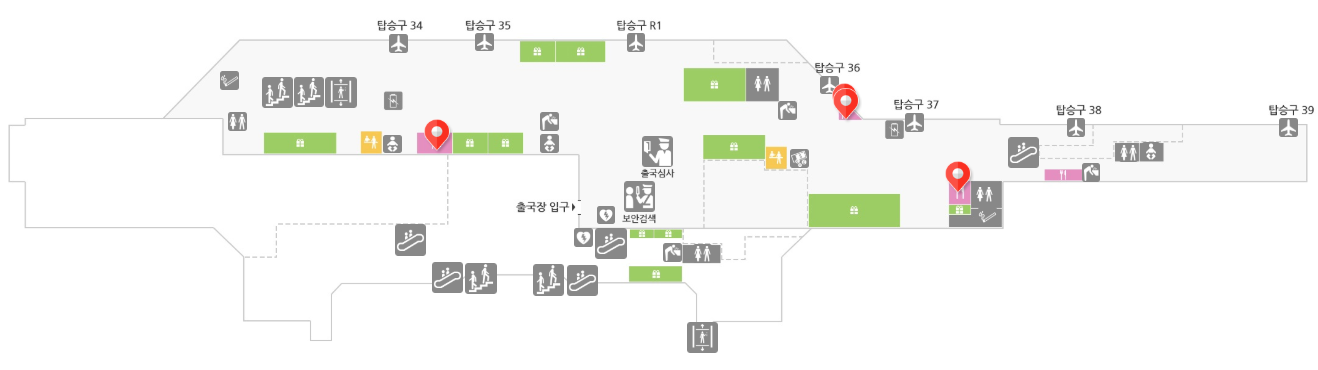 탑승구 34
탑승구 35
탑승구 R1
탑승구 36
탑승구 37
탑승구 38
탑승구 39
출국심사
출국장 입구
보안검색